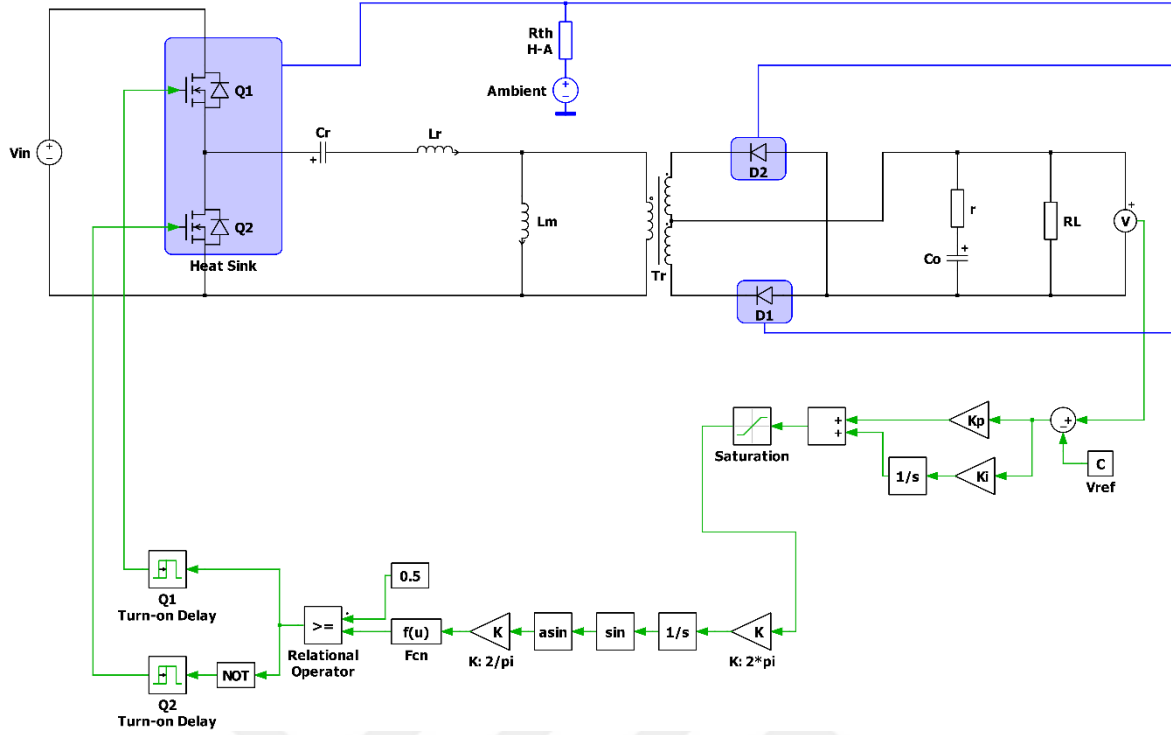 Rth
H-A
Ambient
+
−
Q1
Vin
+
−
Cr
+
Lr
D2
Q2
Heat Sink
Lm
Tr
r
+
Co
RL
+
V
D1
Kp
+
−
+
+
Saturation
1/s
Ki
C
Vref
Q1
Turn-on Delay
0.5
>=
f(u)
K
asin
sin
1/s
K
Relational
Operator
Fcn
K: 2/pi
K: 2*pi
NOT
Q2
Turn-on Delay